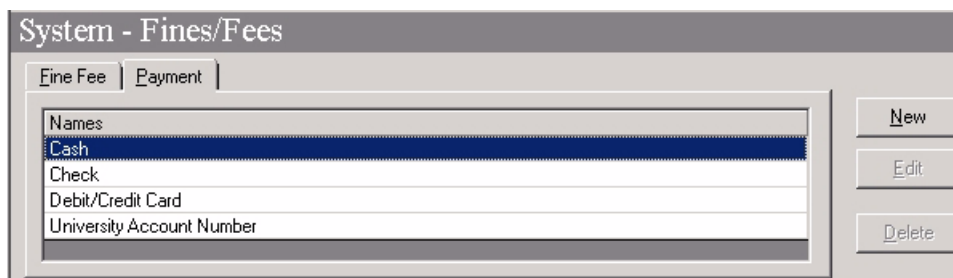 System - Fines/Fees
Fine Fee
Payment
Names
Cash
Check
Debit/Credit Card
University Account Number
New
Edit
Delete